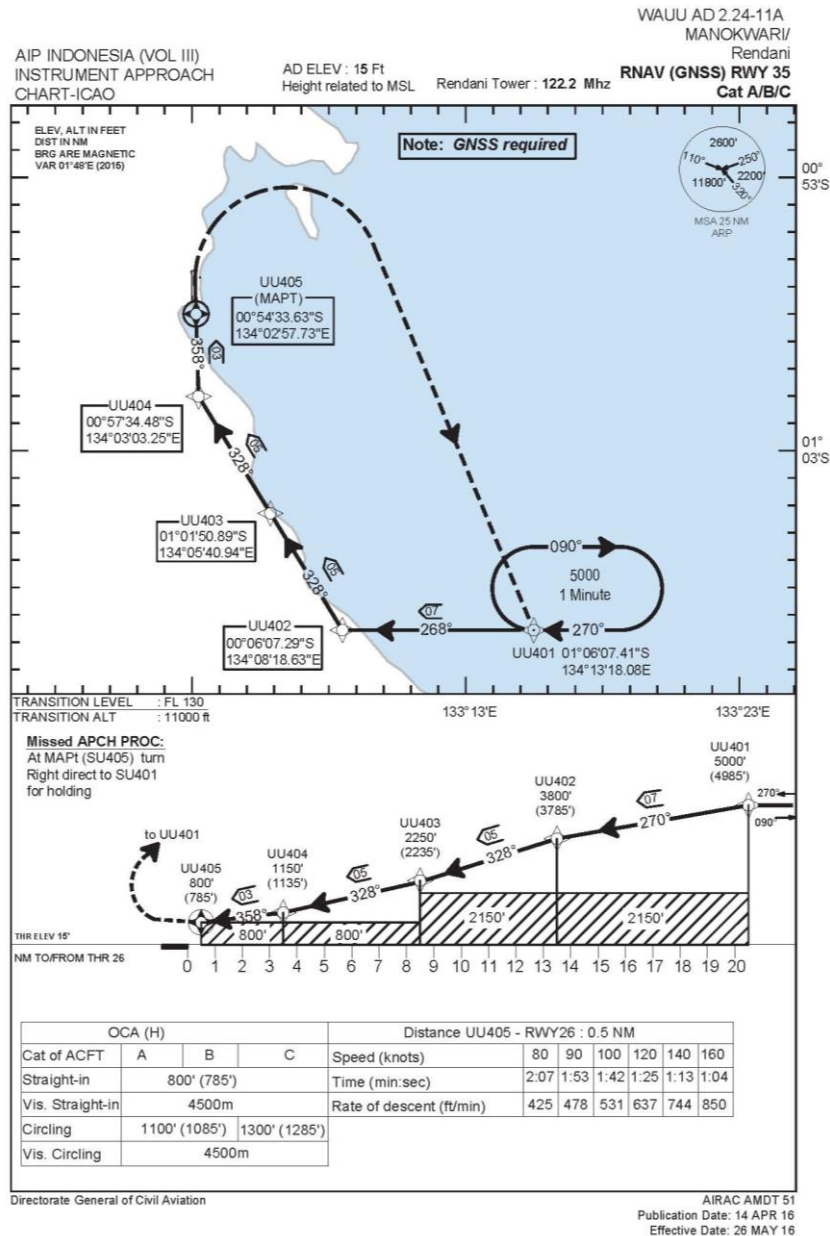 WAUU AD 2.24-11A
MANOKWARI/
Rendani
RNAV (GNSS) RWY 35
Cat A/B/C
AIP INDONESIA (VOL III)
INSTRUMENT APPROACH
CHART-ICAO
AD ELEV : 15 Ft
Height related to MSL
Rendani Tower : 122.2 Mhz
ELEV, ALT IN FEET
DIST IN NM
BRG ARE MAGNETIC
VAR 01°48'E (2015)
Note: GNSS required
2600'
110°
250°
11800'
2200'
320°
MSA 25 NM
ARP
00°
53'S
UU405
(MAPT)
00°54'33.63"S
134°02'57.73"E
03
358°
UU404
00°57'34.48"S
134°03'03.25"E
05
328°
01°
03'S
UU403
01°01'50.89"S
134°05'40.94"E
05
328°
090°
5000
1 Minute
07
268°
270°
UU402
00°06'07.29"S
134°08'18.63"E
UU401 01°06'07.41"S
134°13'18.08E
TRANSITION LEVEL : FL 130
TRANSITION ALT : 11000 ft
133°13'E
133°23'E
Missed APCH PROC:
At MAPt (SU405) turn
Right direct to SU401
for holding
UU401
5000'
(4985')
270°
090°
UU402
3800'
(3785')
07
270°
UU403
2250'
(2235')
05
328°
to UU401
UU404
1150'
(1135')
05
328°
UU405
800'
(785')
03
358°
800'
800'
2150'
2150'
THR ELEV 15'
NM TO/FROM THR 26
0 1 2 3 4 5 6 7 8 9 10 11 12 13 14 15 16 17 18 19 20
OCA (H)
Distance UU405 - RWY26 : 0.5 NM
Cat of ACFT A B C Speed (knots) 80 90 100 120 140 160
Straight-in 800' (785') Time (min:sec) 2:07 1:53 1:42 1:25 1:13 1:04
Vis. Straight-in 4500m Rate of descent (ft/min) 425 478 531 637 744 850
Circling 1100' (1085') 1300' (1285')
Vis. Circling 4500m
Directorate General of Civil Aviation
AIRAC AMDT 51
Publication Date: 14 APR 16
Effective Date: 26 MAY 16